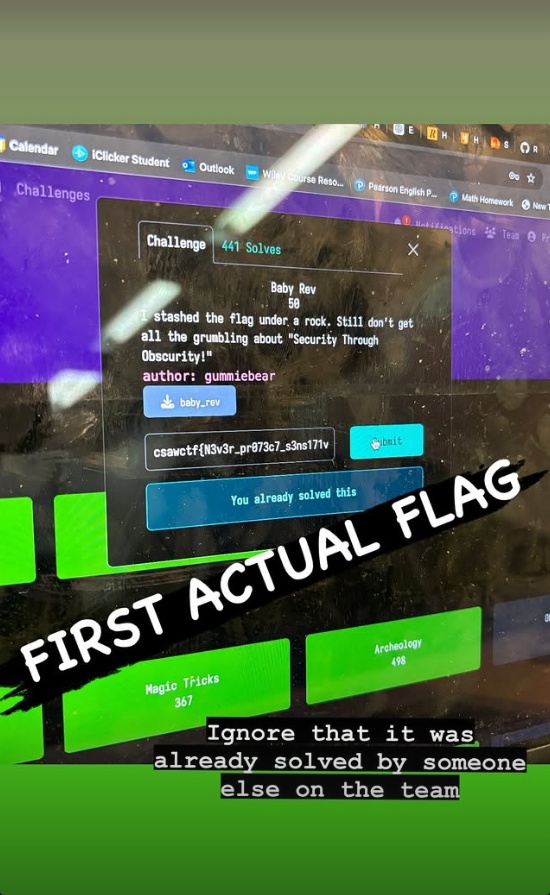 Calendar iClicker Student Outlook Wiley Course Reso... Pearson English P... Math Homework New T
Challenges Notifications Team
Challenge 441 Solves
Baby Rev
50
I stashed the flag under a rock. Still don't get
all the grumbling about "Security Through
Obscurity!"
author: gummiebear
baby_rev
csawctf{N3v3r_pr073c7_s3ns171v Submit
You already solved this
FIRST ACTUAL FLAG
Archeology
498
Magic Tricks
367
Ignore that it was
already solved by someone
else on the team